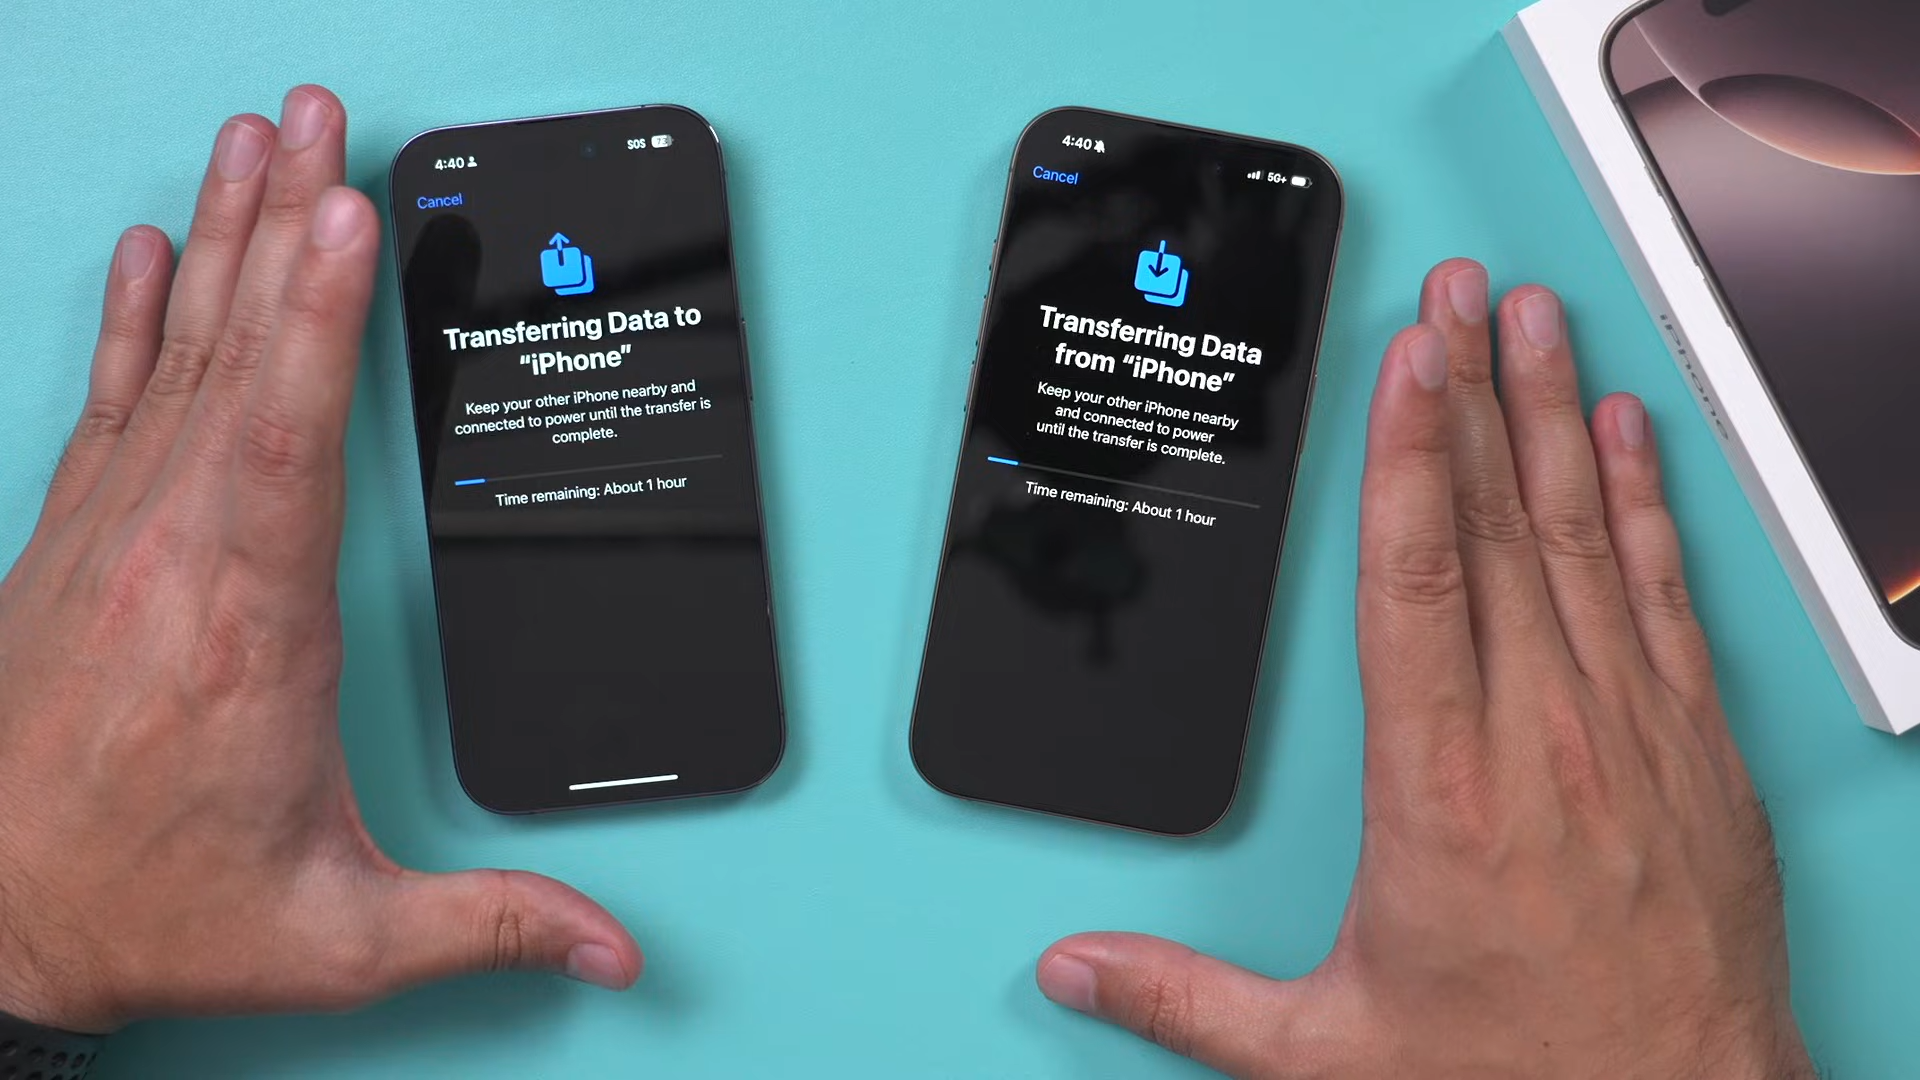 4:40
SOS
Cancel
Transferring Data to
“iPhone”
Keep your other iPhone nearby and
connected to power until the transfer is
complete.
Time remaining: About 1 hour
4:40
5G+
Cancel
Transferring Data
from “iPhone”
Keep your other iPhone nearby
and connected to power
until the transfer is complete.
Time remaining: About 1 hour
iPhone